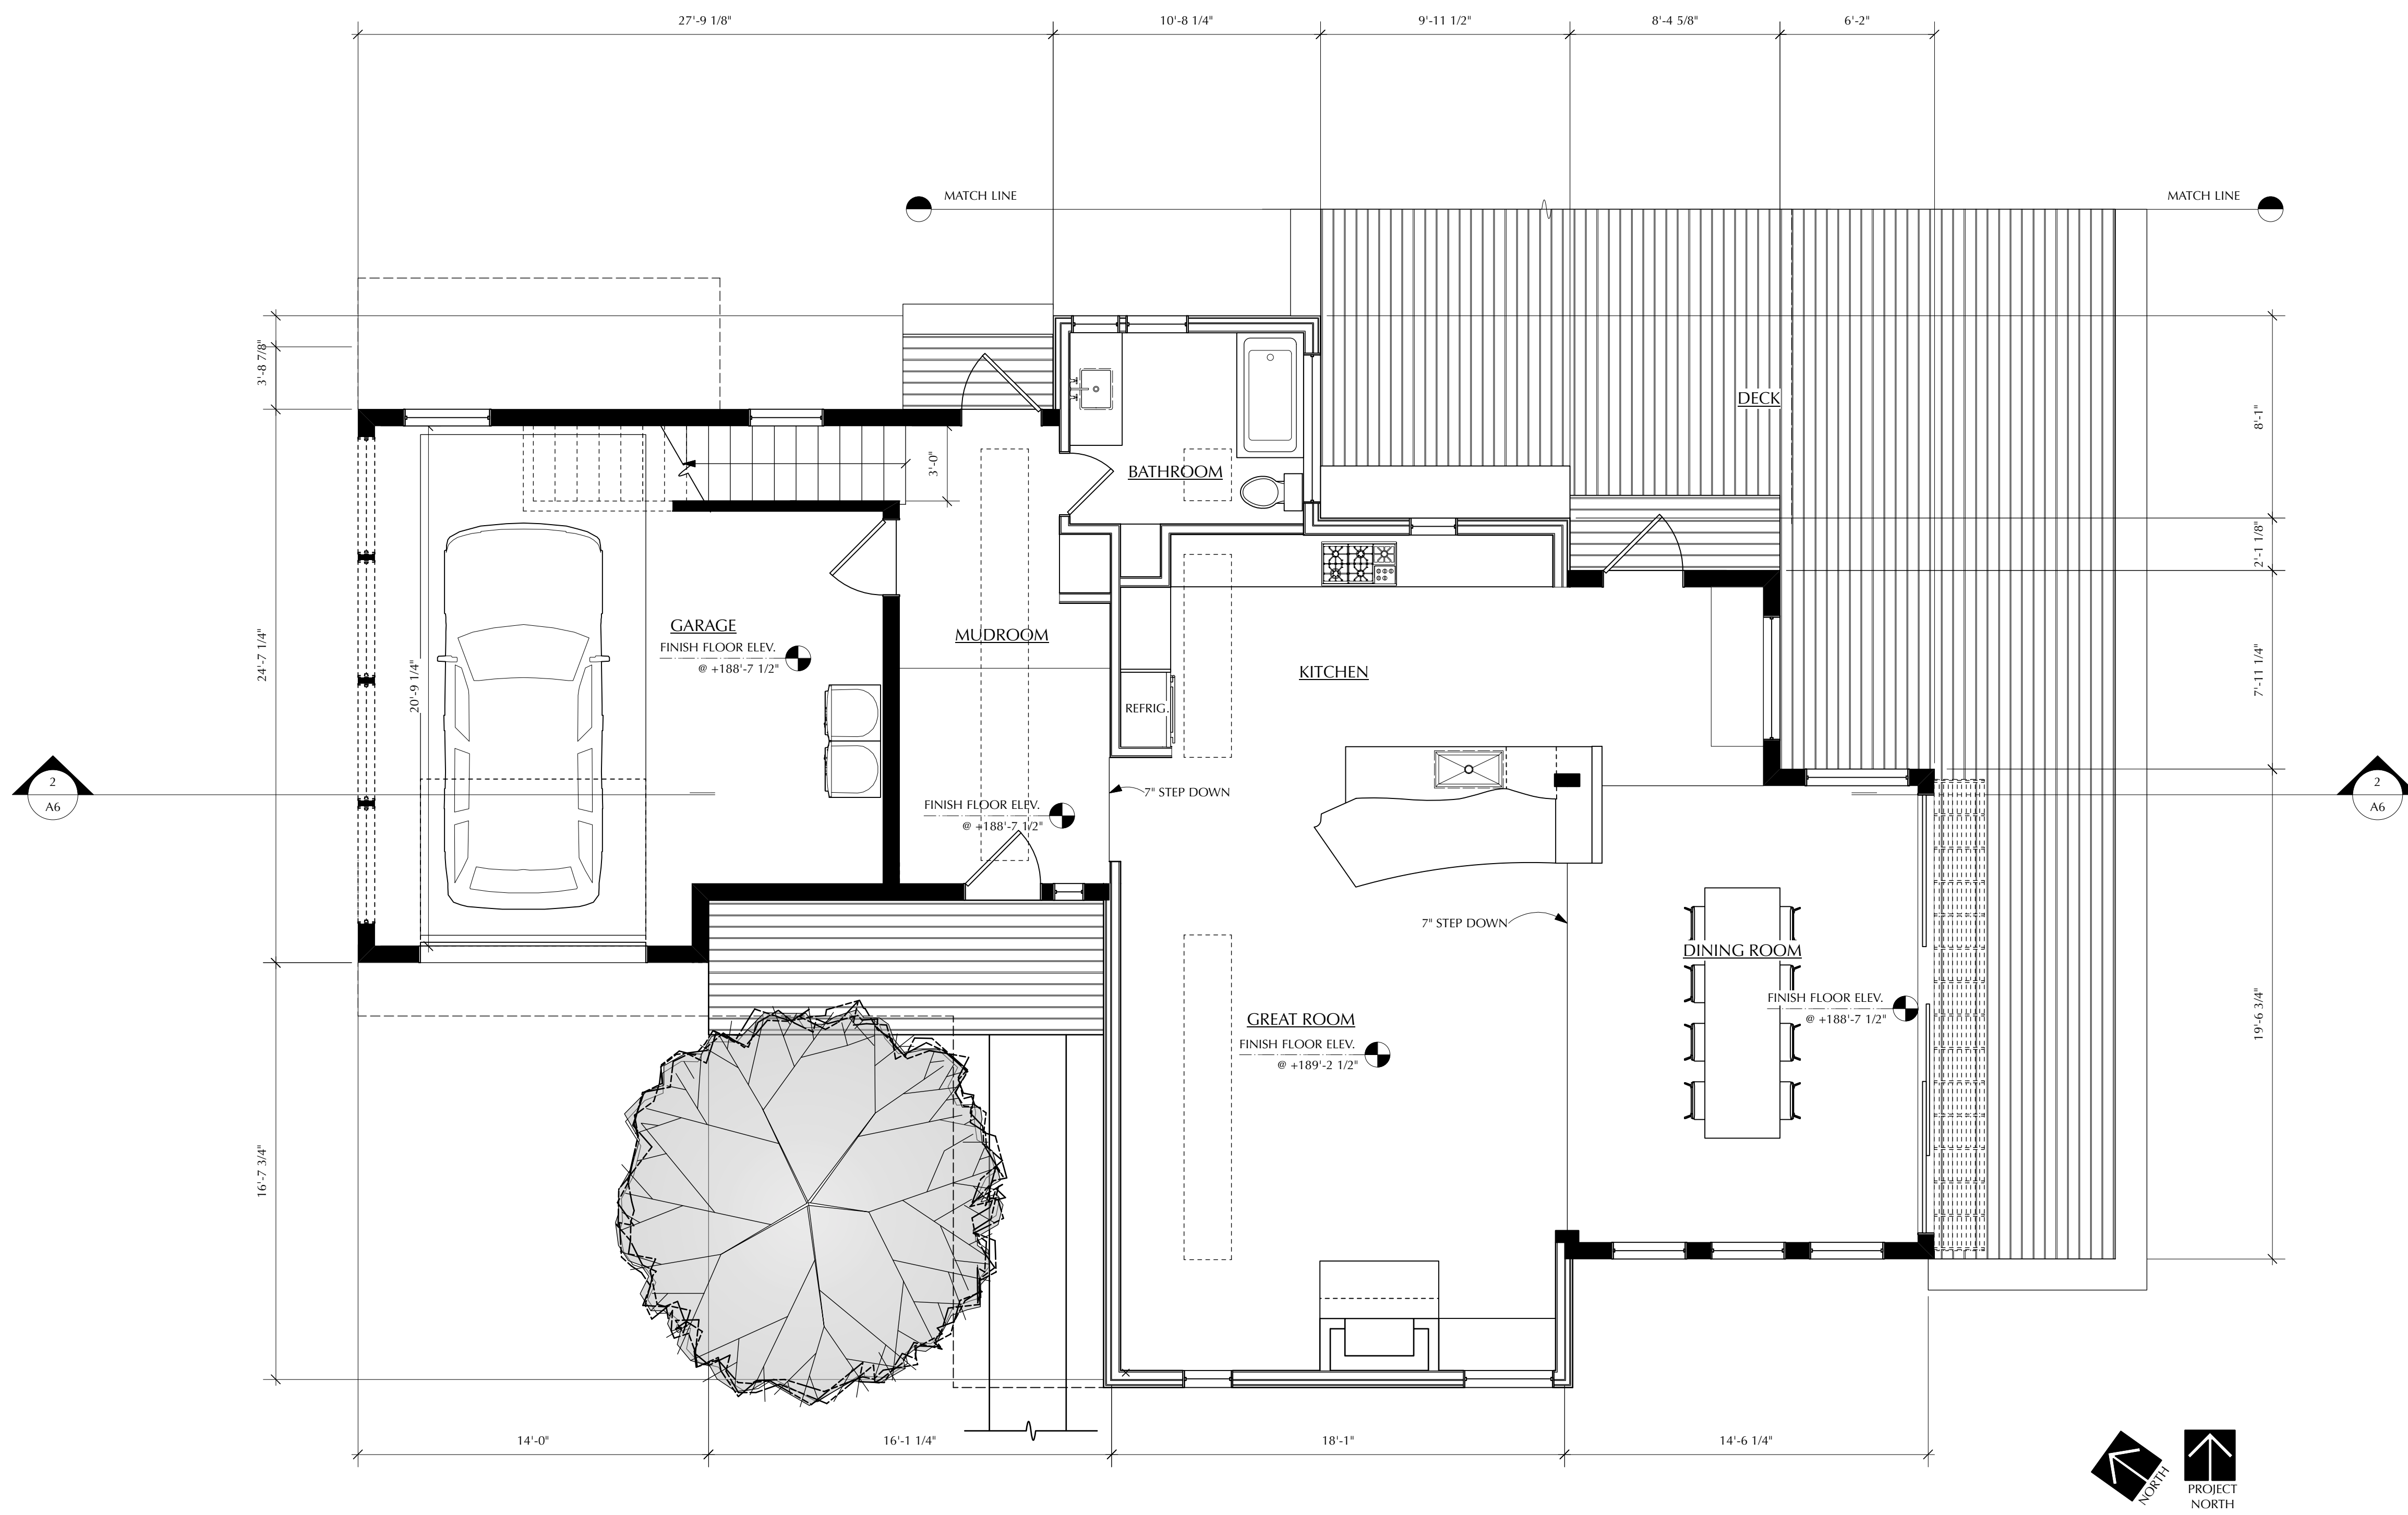 27'-9 1/8"
10'-8 1/4"
9'-11 1/2"
8'-4 5/8"
6'-2"
MATCH LINE
MATCH LINE
3'-8 7/8"
DECK
8'-1"
3'-0"
BATHROOM
2'-1 1/8"
GARAGE
FINISH FLOOR ELEV.
@ +188'-7 1/2"
MUDROOM
24'-7 1/4"
20'-9 1/4"
KITCHEN
7'-11 1/4"
REFRIG.
2
A6
7" STEP DOWN
FINISH FLOOR ELEV.
@ +188'-7 1/2"
2
A6
7" STEP DOWN
DINING ROOM
FINISH FLOOR ELEV.
@ +188'-7 1/2"
GREAT ROOM
FINISH FLOOR ELEV.
@ +189'-2 1/2"
19'-6 3/4"
16'-7 3/4"
14'-0"
16'-1 1/4"
18'-1"
14'-6 1/4"
NORTH
PROJECT
NORTH